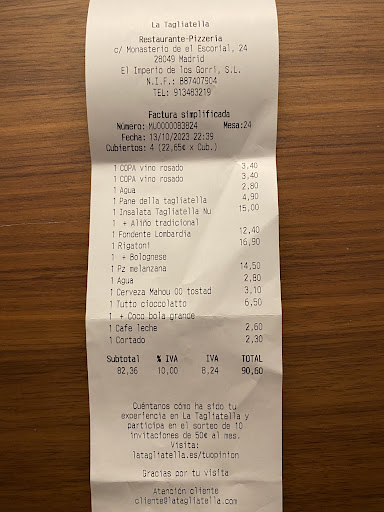 La Tagliatella
Restaurante-Pizzeria
c/ Monasterio de el Escorial, 24
28049 Madrid
El Imperio de los Gorri, S.L.
N.I.F.: B87407904
TEL: 913483219
Factura simplificada
Número: MU0000083824 Mesa:24
Fecha: 13/10/2023 22:39
Cubiertos: 4 (22,65€ x Cub.)
1 COPA vino rosado 3,40
1 COPA vino rosado 3,40
1 Agua 2,80
1 Pane della tagliatella 4,90
1 Insalata Tagliatella Nu 15,00
1 + Aliño tradicional
1 Fondente Lombardia 12,40
1 Rigatoni 16,90
1 + Bolognese
1 Pz melanzana 14,50
1 Agua 2,80
1 Cerveza Mahou 00 tostad 3,10
1 Tutto cioccolatto 6,50
1 + Coco bola grande
1 Cafe leche 2,60
1 Cortado 2,30
Subtotal % IVA IVA TOTAL
82,36 10,00 8,24 90,60
Cuéntanos cómo ha sido tu
experiencia en La Tagliatella y
participa en el sorteo de 10
invitaciones de 50€ al mes.
Visita:
latagliatella.es/tuopinion
Gracias por tu visita
Atención cliente
cliente@latagliatella.com